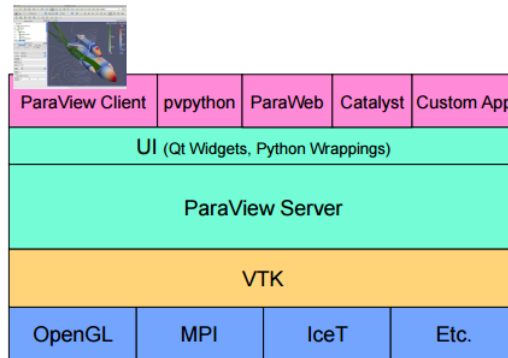 ParaView Client pvpython ParaWeb Catalyst Custom App
UI (Qt Widgets, Python Wrappings)
ParaView Server
VTK
OpenGL MPI IceT Etc.